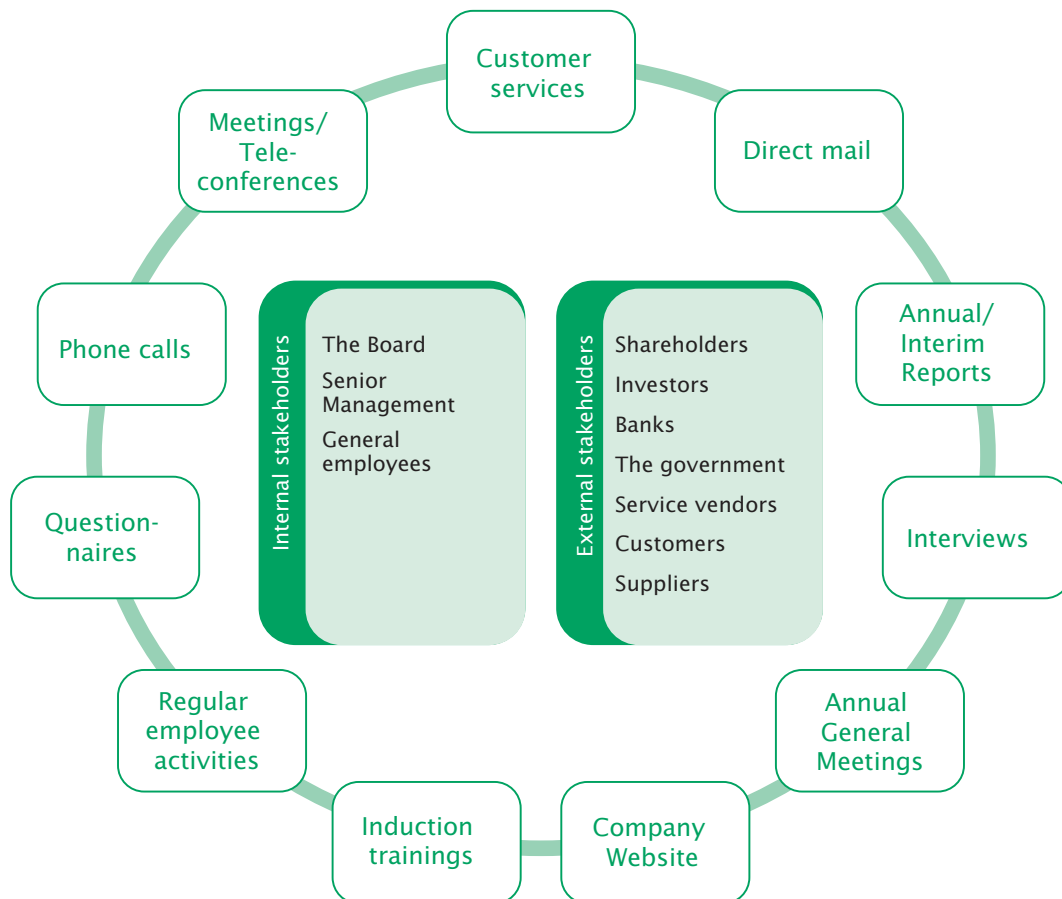 Customer
services
Direct mail
Annual/
Interim
Reports
Interviews
Annual
General
Meetings
Company
Website
Induction
trainings
Regular
employee
activities
Question-
naires
Phone calls
Meetings/
Tele-
conferences
Internal stakeholders
The Board
Senior
Management
General
employees
External stakeholders
Shareholders
Investors
Banks
The government
Service vendors
Customers
Suppliers